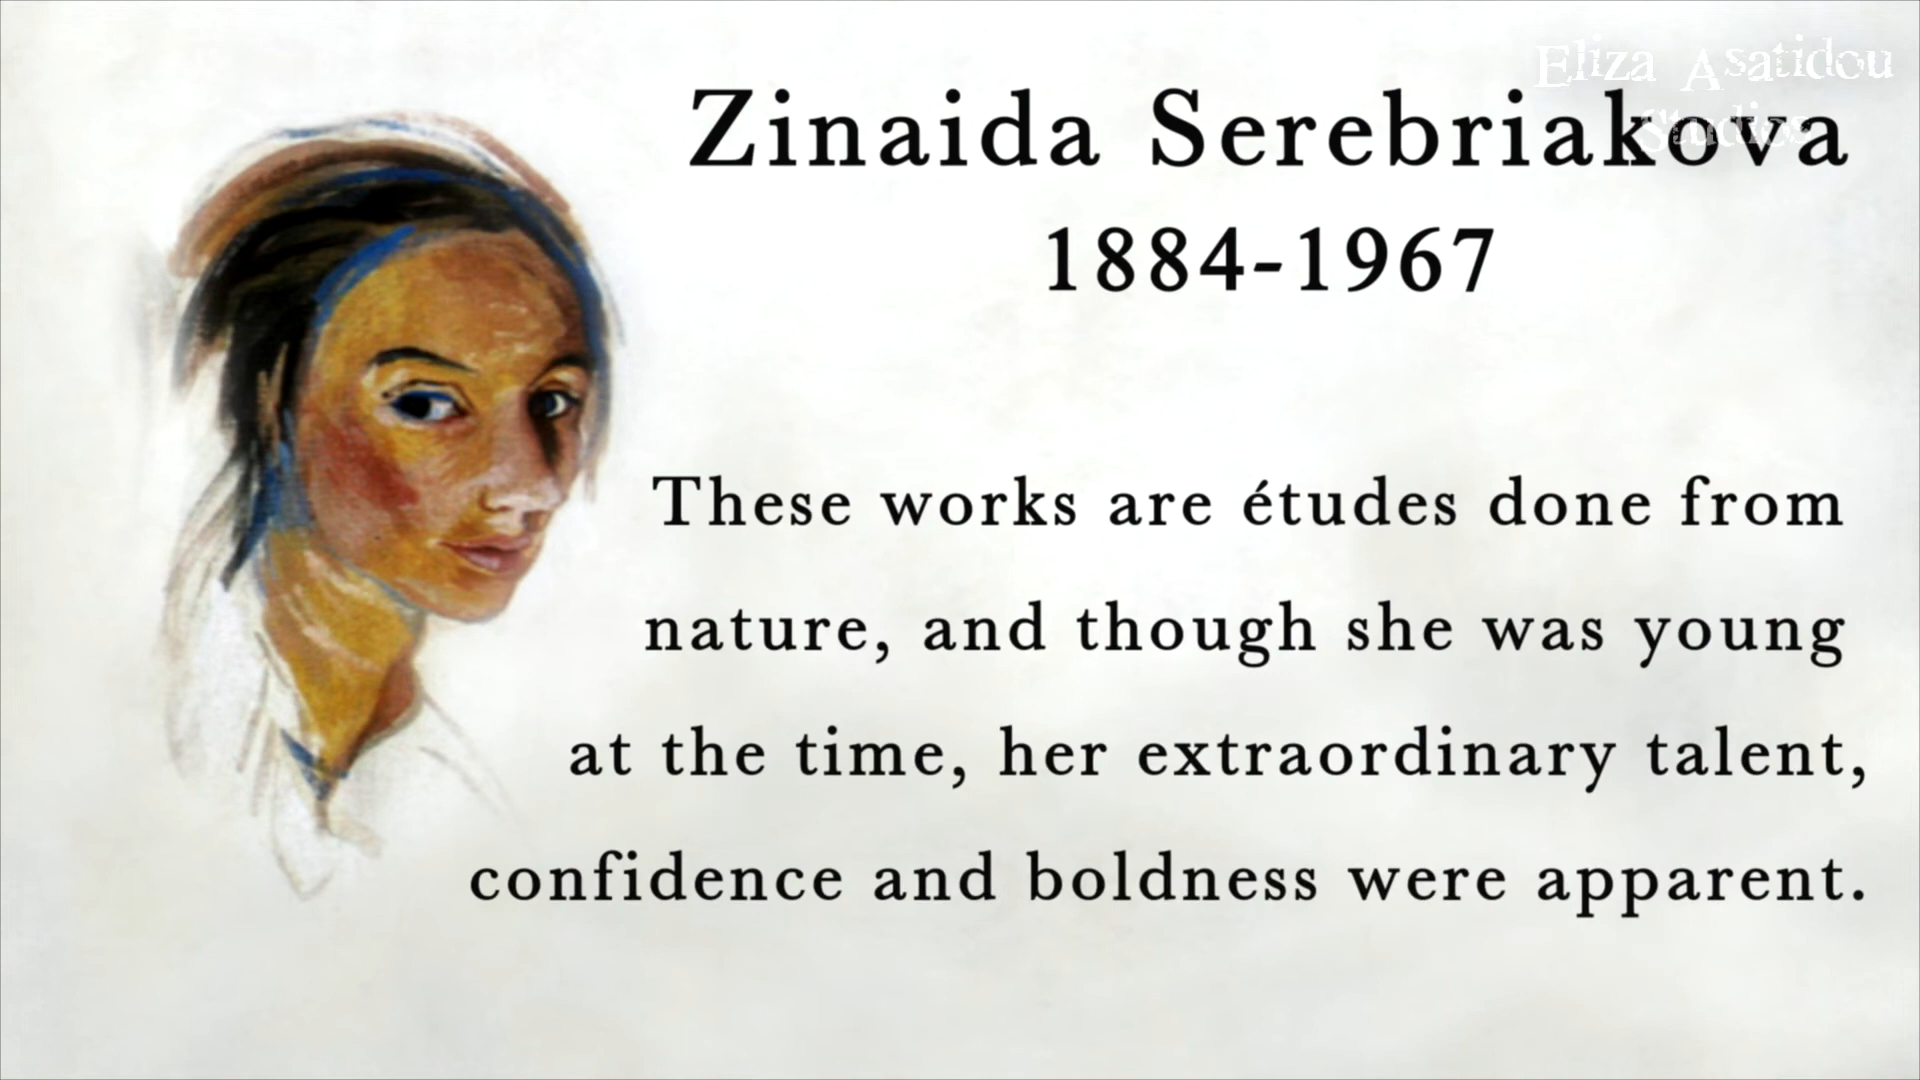 Eliza Asatidou
Studios
Zinaida Serebriakova
1884-1967
These works are études done from
nature, and though she was young
at the time, her extraordinary talent,
confidence and boldness were apparent.